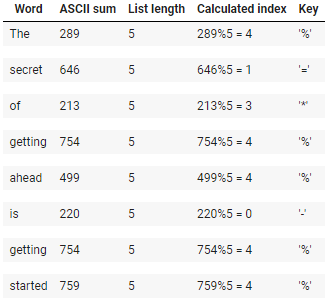 Word ASCII sum List length Calculated index Key
The 289 5 289%5 = 4 '%'
secret 646 5 646%5 = 1 '='
of 213 5 213%5 = 3 '*'
getting 754 5 754%5 = 4 '%'
ahead 499 5 499%5 = 4 '%'
is 220 5 220%5 = 0 '-'
getting 754 5 754%5 = 4 '%'
started 759 5 759%5 = 4 '%'